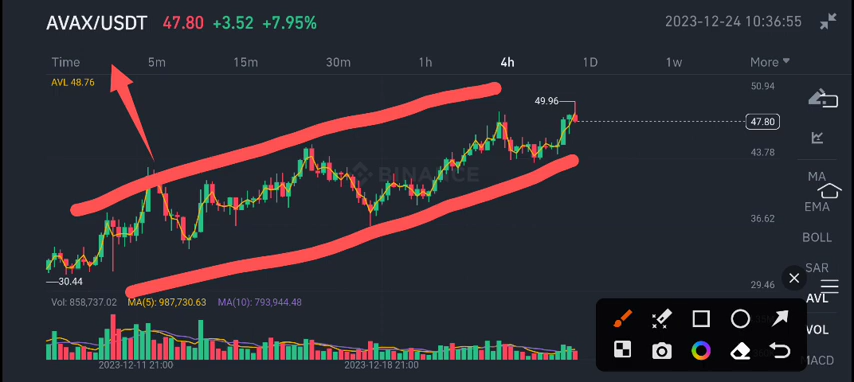 AVAX/USDT 47.80 +3.52 +7.95% 2023-12-24 10:36:55
Time 5m 15m 30m 1h 4h 1D 1w More
AVL 48.76
50.94
49.96
47.80
43.78
BINANCE
MA
EMA
36.62
BOLL
SAR
30.44
29.46
AVL
Vol: 858,737.02 MA(5): 987,730.63 MA(10): 793,944.48
VOL
MACD
2023-12-11 21:00 2023-12-18 21:00